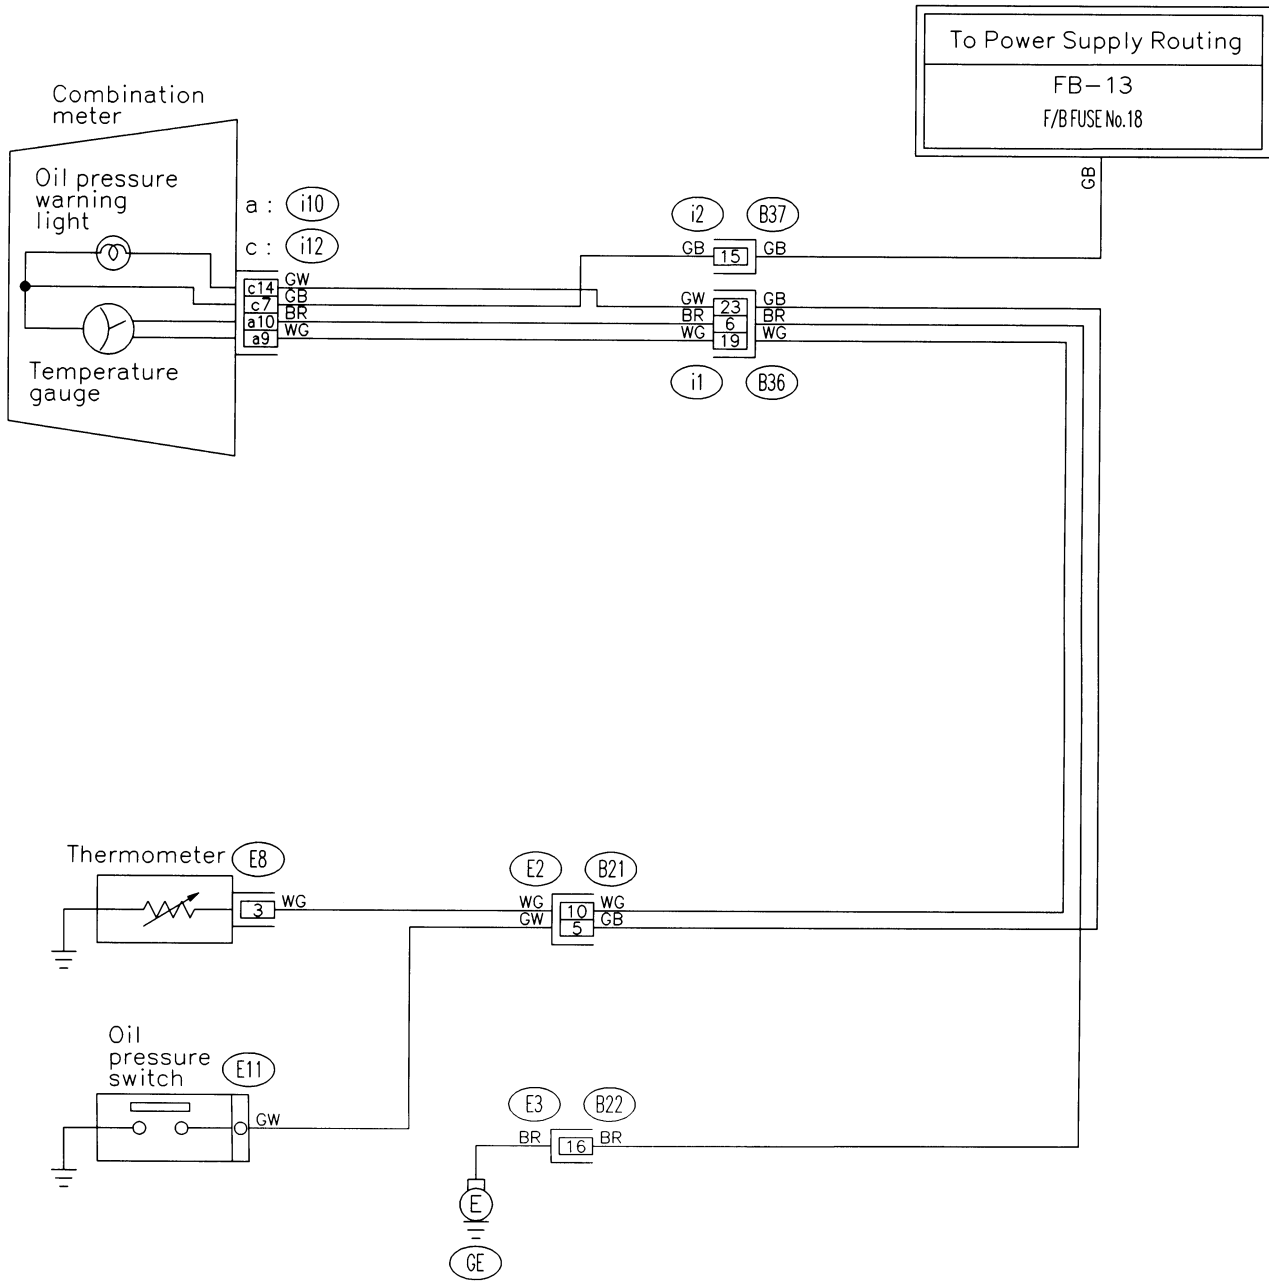 To Power Supply Routing
FB-13
F/B FUSE No.18
GB
Combination
meter
Oil pressure
warning
light
a : i10
c : i12
c14 GW
c7 GB
a10 BR
a9 WG
Temperature
gauge
i2 B37
GB 15 GB
GW 23 GB
BR 6 BR
WG 19 WG
i1 B36
Thermometer E8
3 WG
E2 B21
WG 10 WG
GW 5 GB
Oil
pressure
switch
E11
GW
E3 B22
BR 16 BR
E
GE